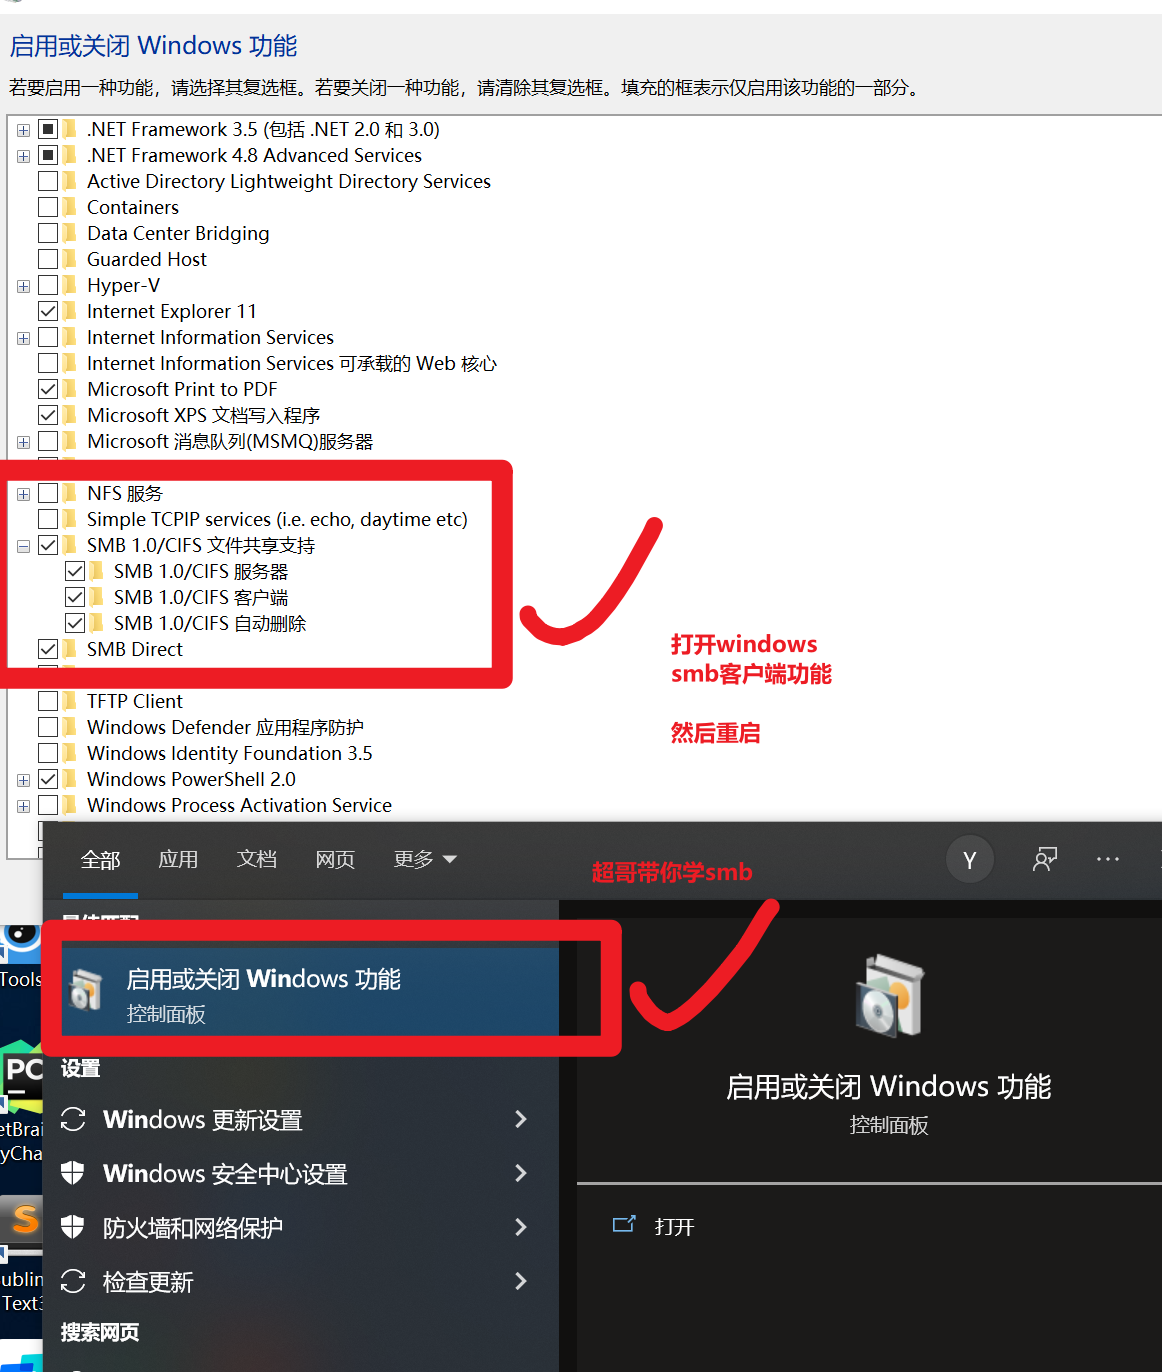 启用或关闭 Windows 功能
若要启用一种功能，请选择其复选框。若要关闭一种功能，请清除其复选框。填充的框表示仅启用该功能的一部分。
.NET Framework 3.5 (包括 .NET 2.0 和 3.0)
.NET Framework 4.8 Advanced Services
Active Directory Lightweight Directory Services
Containers
Data Center Bridging
Guarded Host
Hyper-V
Internet Explorer 11
Internet Information Services
Internet Information Services 可承载的 Web 核心
Microsoft Print to PDF
Microsoft XPS 文档写入程序
Microsoft 消息队列(MSMQ)服务器
NFS 服务
Simple TCPIP services (i.e. echo, daytime etc)
SMB 1.0/CIFS 文件共享支持
SMB 1.0/CIFS 服务器
SMB 1.0/CIFS 客户端
SMB 1.0/CIFS 自动删除
SMB Direct
打开windows
smb客户端功能
然后重启
TFTP Client
Windows Defender 应用程序防护
Windows Identity Foundation 3.5
Windows PowerShell 2.0
Windows Process Activation Service
全部 应用 文档 网页 更多
超哥带你学smb
Y
启用或关闭 Windows 功能
控制面板
设置
Windows 更新设置
Windows 安全中心设置
防火墙和网络保护
检查更新
搜索网页
启用或关闭 Windows 功能
控制面板
打开
Tools
PC
etBrai
yCha
S
ublim
Text3